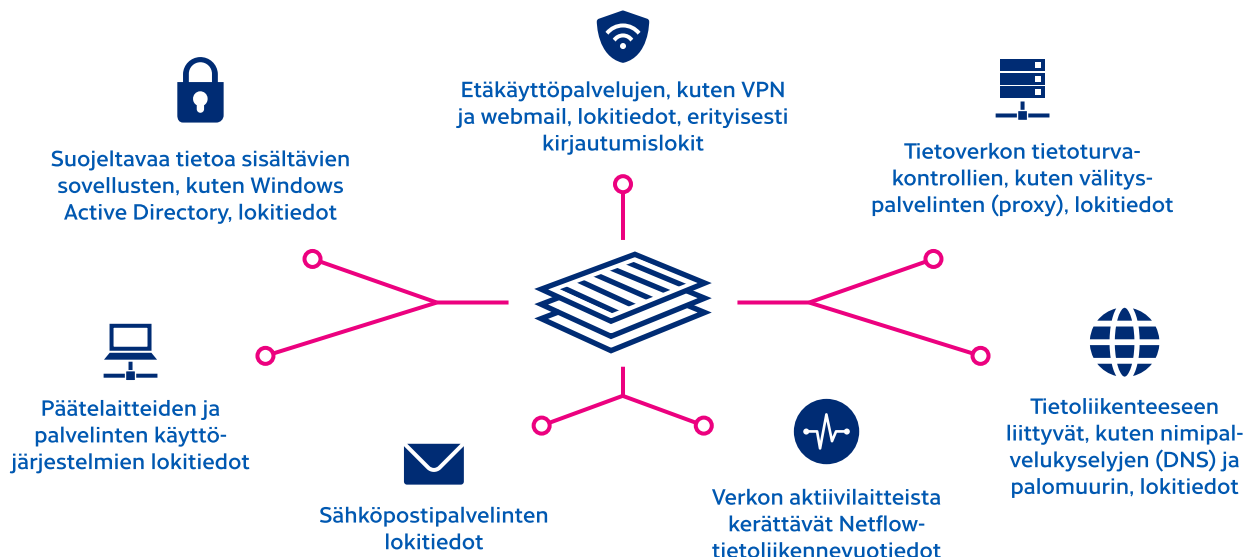 Etäkäyttöpalvelujen, kuten VPN
ja webmail, lokitiedot, erityisesti
kirjautumislokit
Suojeltavaa tietoa sisältävien
sovellusten, kuten Windows
Active Directory, lokitiedot
Tietoverkon tietoturva-
kontrollien, kuten välitys-
palvelinten (proxy), lokitiedot
Päätelaitteiden ja
palvelinten käyttö-
järjestelmien lokitiedot
Sähköpostipalvelinten
lokitiedot
Verkon aktiivilaitteista
kerättävät Netflow-
tietoliikennevuotiedot
Tietoliikenteeseen
liittyvät, kuten nimipal-
velukyselyjen (DNS) ja
palomuurin, lokitiedot